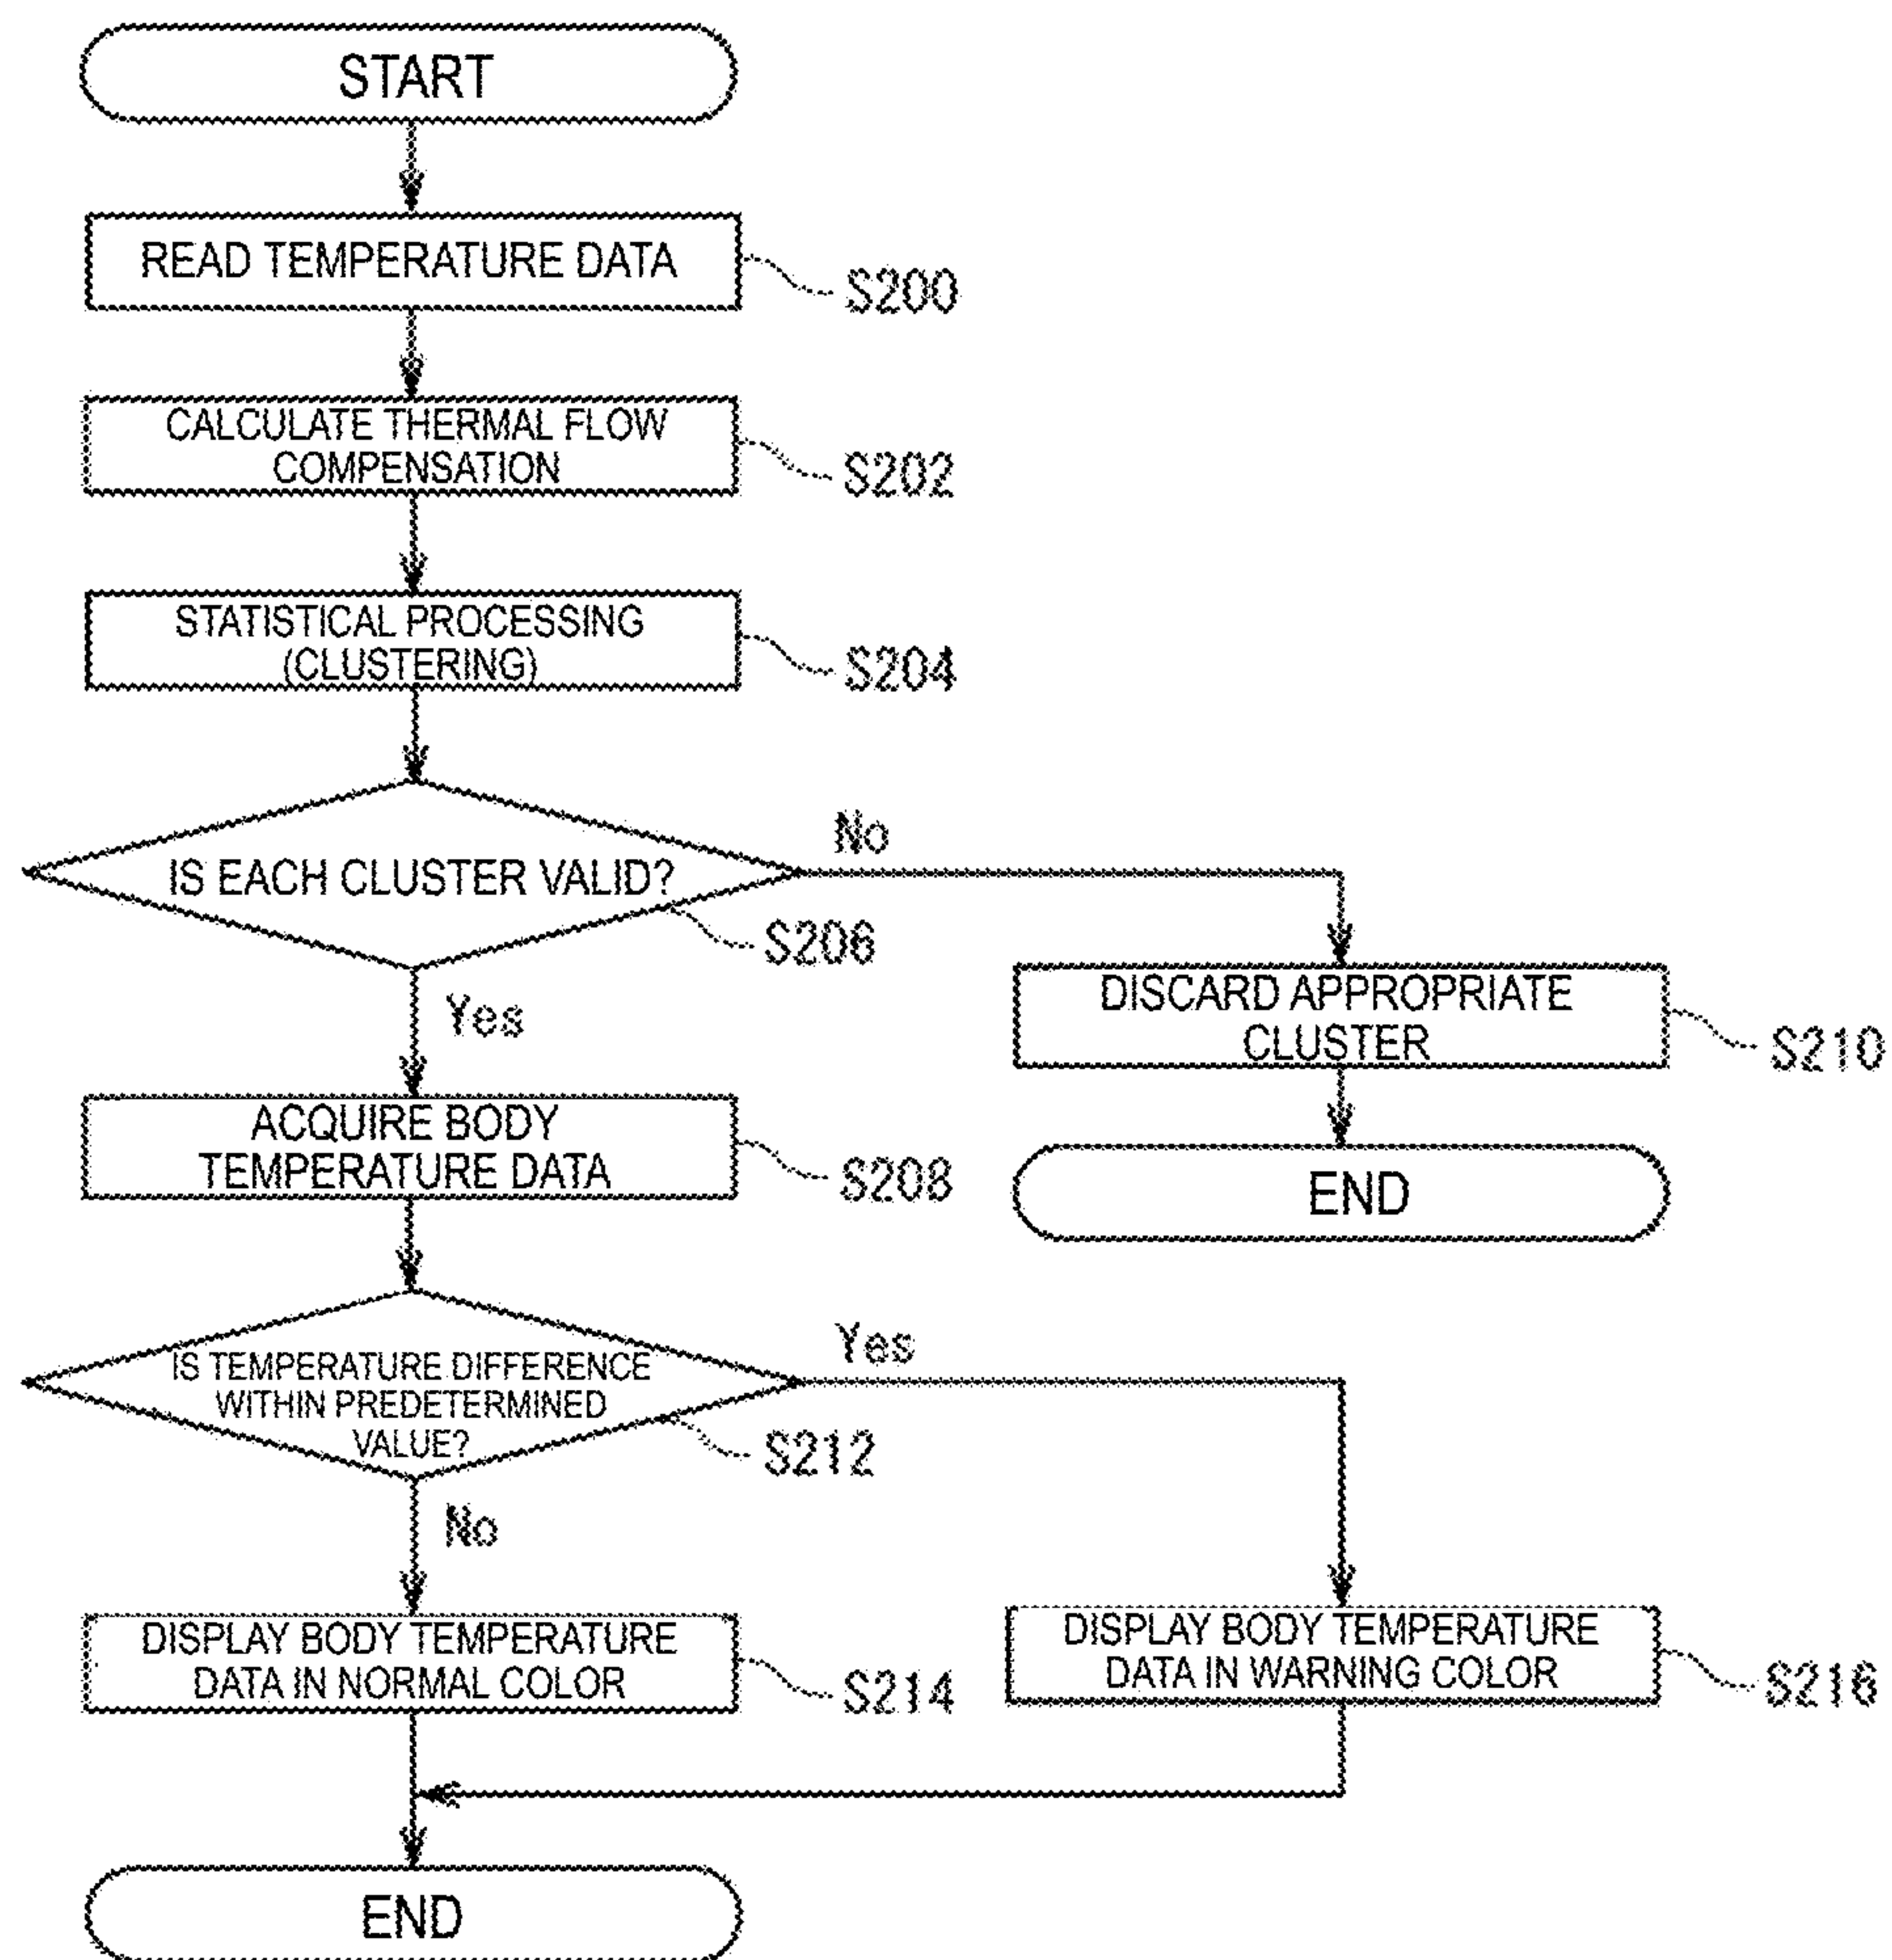 START
READ TEMPERATURE DATA
S200
CALCULATE THERMAL FLOW
COMPENSATION
S202
STATISTICAL PROCESSING
(CLUSTERING)
S204
IS EACH CLUSTER VALID?
No
S206
Yes
DISCARD APPROPRIATE
CLUSTER
S210
END
ACQUIRE BODY
TEMPERATURE DATA
S208
IS TEMPERATURE DIFFERENCE
WITHIN PREDETERMINED
VALUE?
Yes
S212
No
DISPLAY BODY TEMPERATURE
DATA IN NORMAL COLOR
S214
DISPLAY BODY TEMPERATURE
DATA IN WARNING COLOR
S216
END